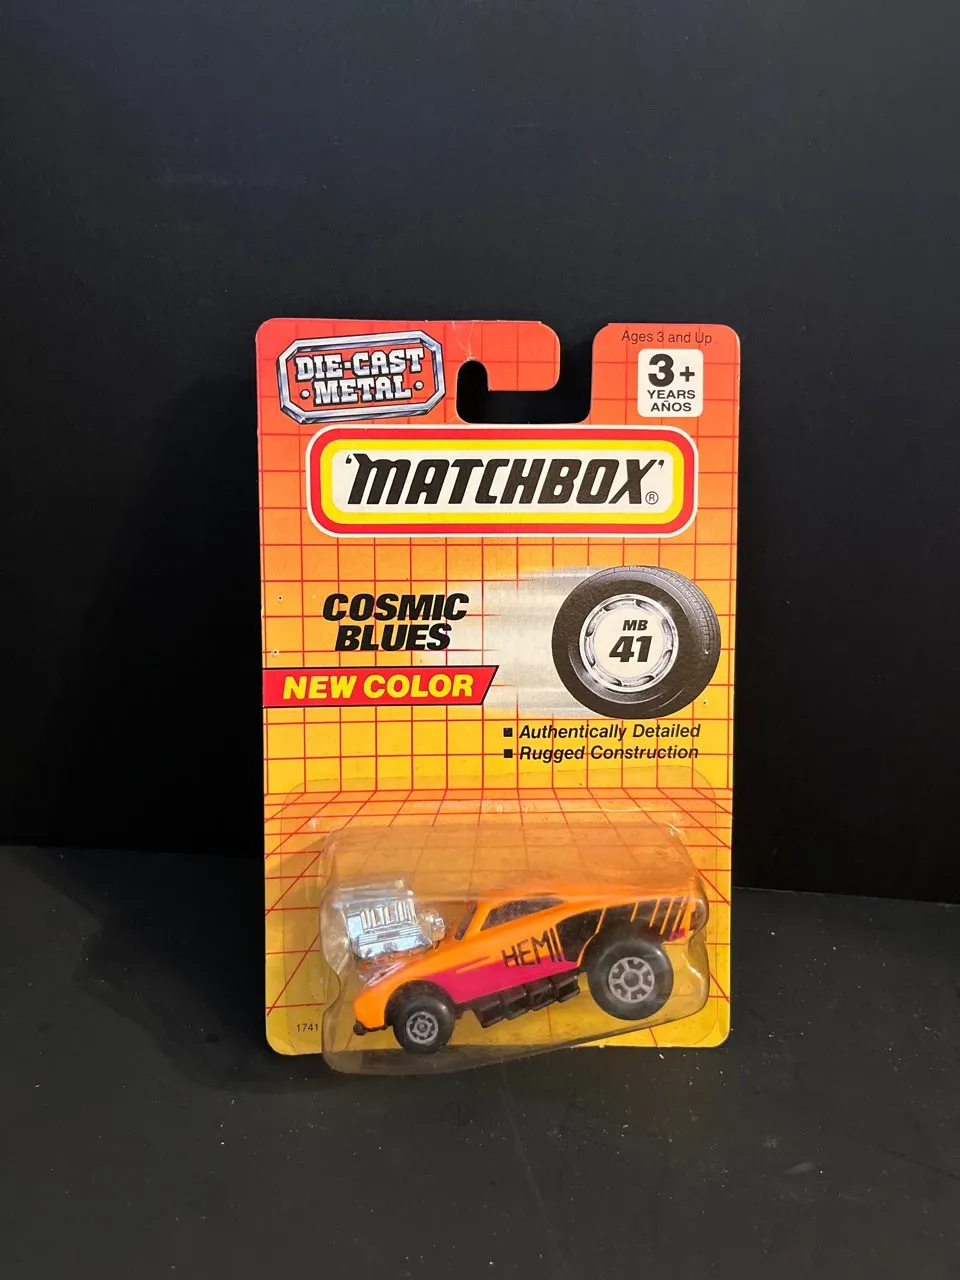 DIE-CAST
METAL
Ages 3 and Up
3+
YEARS
AÑOS
'MATCHBOX'®
COSMIC
BLUES
NEW COLOR
MB
41
▪ Authentically Detailed
▪ Rugged Construction
HEMI
1741